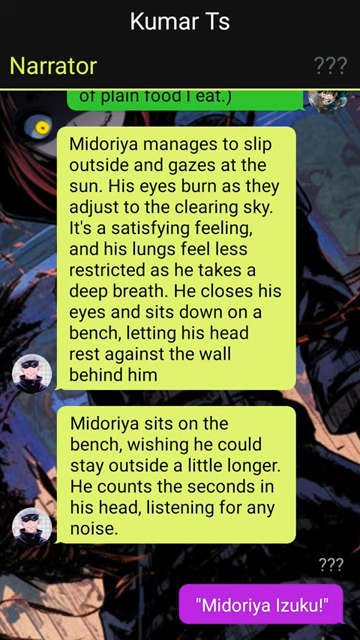 Kumar Ts
Narrator
???
of plain food I eat.)
Midoriya manages to slip
outside and gazes at the
sun. His eyes burn as they
adjust to the clearing sky.
It's a satisfying feeling,
and his lungs feel less
restricted as he takes a
deep breath. He closes his
eyes and sits down on a
bench, letting his head
rest against the wall
behind him
Midoriya sits on the
bench, wishing he could
stay outside a little longer.
He counts the seconds in
his head, listening for any
noise.
???
"Midoriya Izuku!"